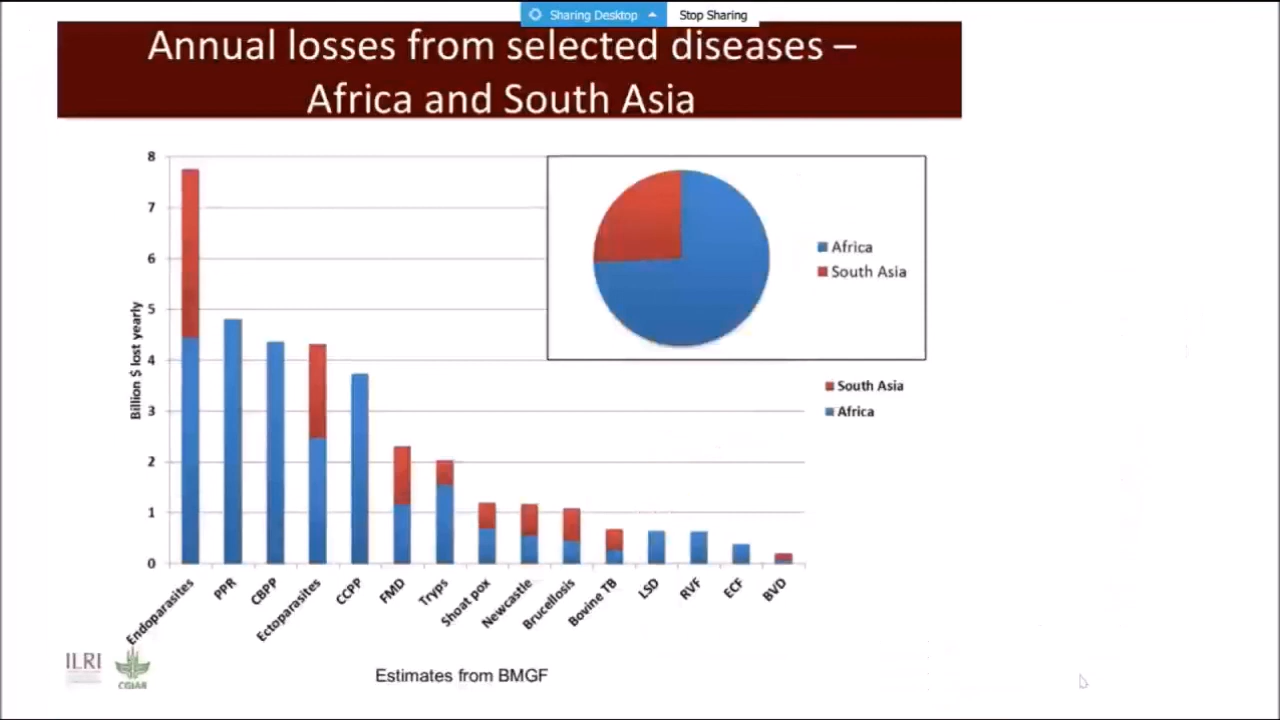 Sharing Desktop
Stop Sharing
Annual losses from selected diseases –
Africa and South Asia
8
7
6
5
4
3
2
1
0
Billion $ lost yearly
Africa
South Asia
South Asia
Africa
Endoparasites
PPR
CBPP
Ectoparasites
CCPP
FMD
Tryps
Shoat pox
Newcastle
Brucellosis
Bovine TB
LSD
RVF
ECF
BVD
ILRI
CGIAR
Estimates from BMGF